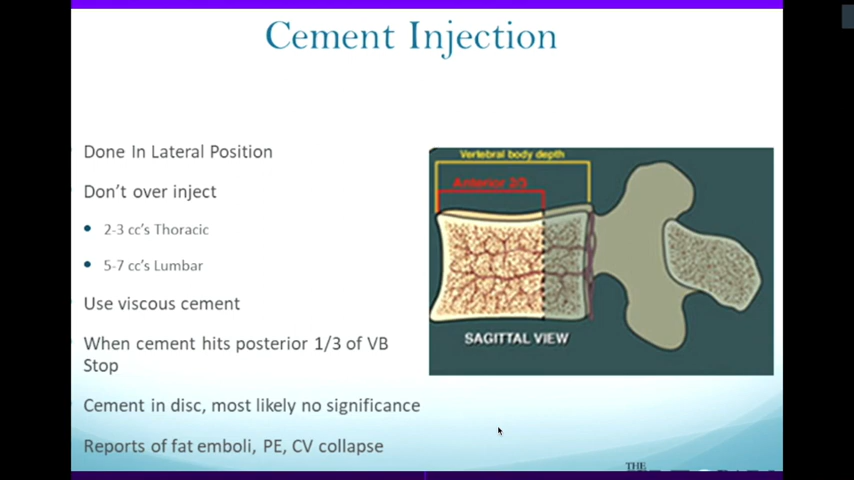 Cement Injection
Done In Lateral Position
Don't over inject
2-3 cc's Thoracic
5-7 cc's Lumbar
Use viscous cement
When cement hits posterior 1/3 of VB
Stop
Cement in disc, most likely no significance
Reports of fat emboli, PE, CV collapse
Vertebral body depth
Anterior 2/3
SAGITTAL VIEW
THE